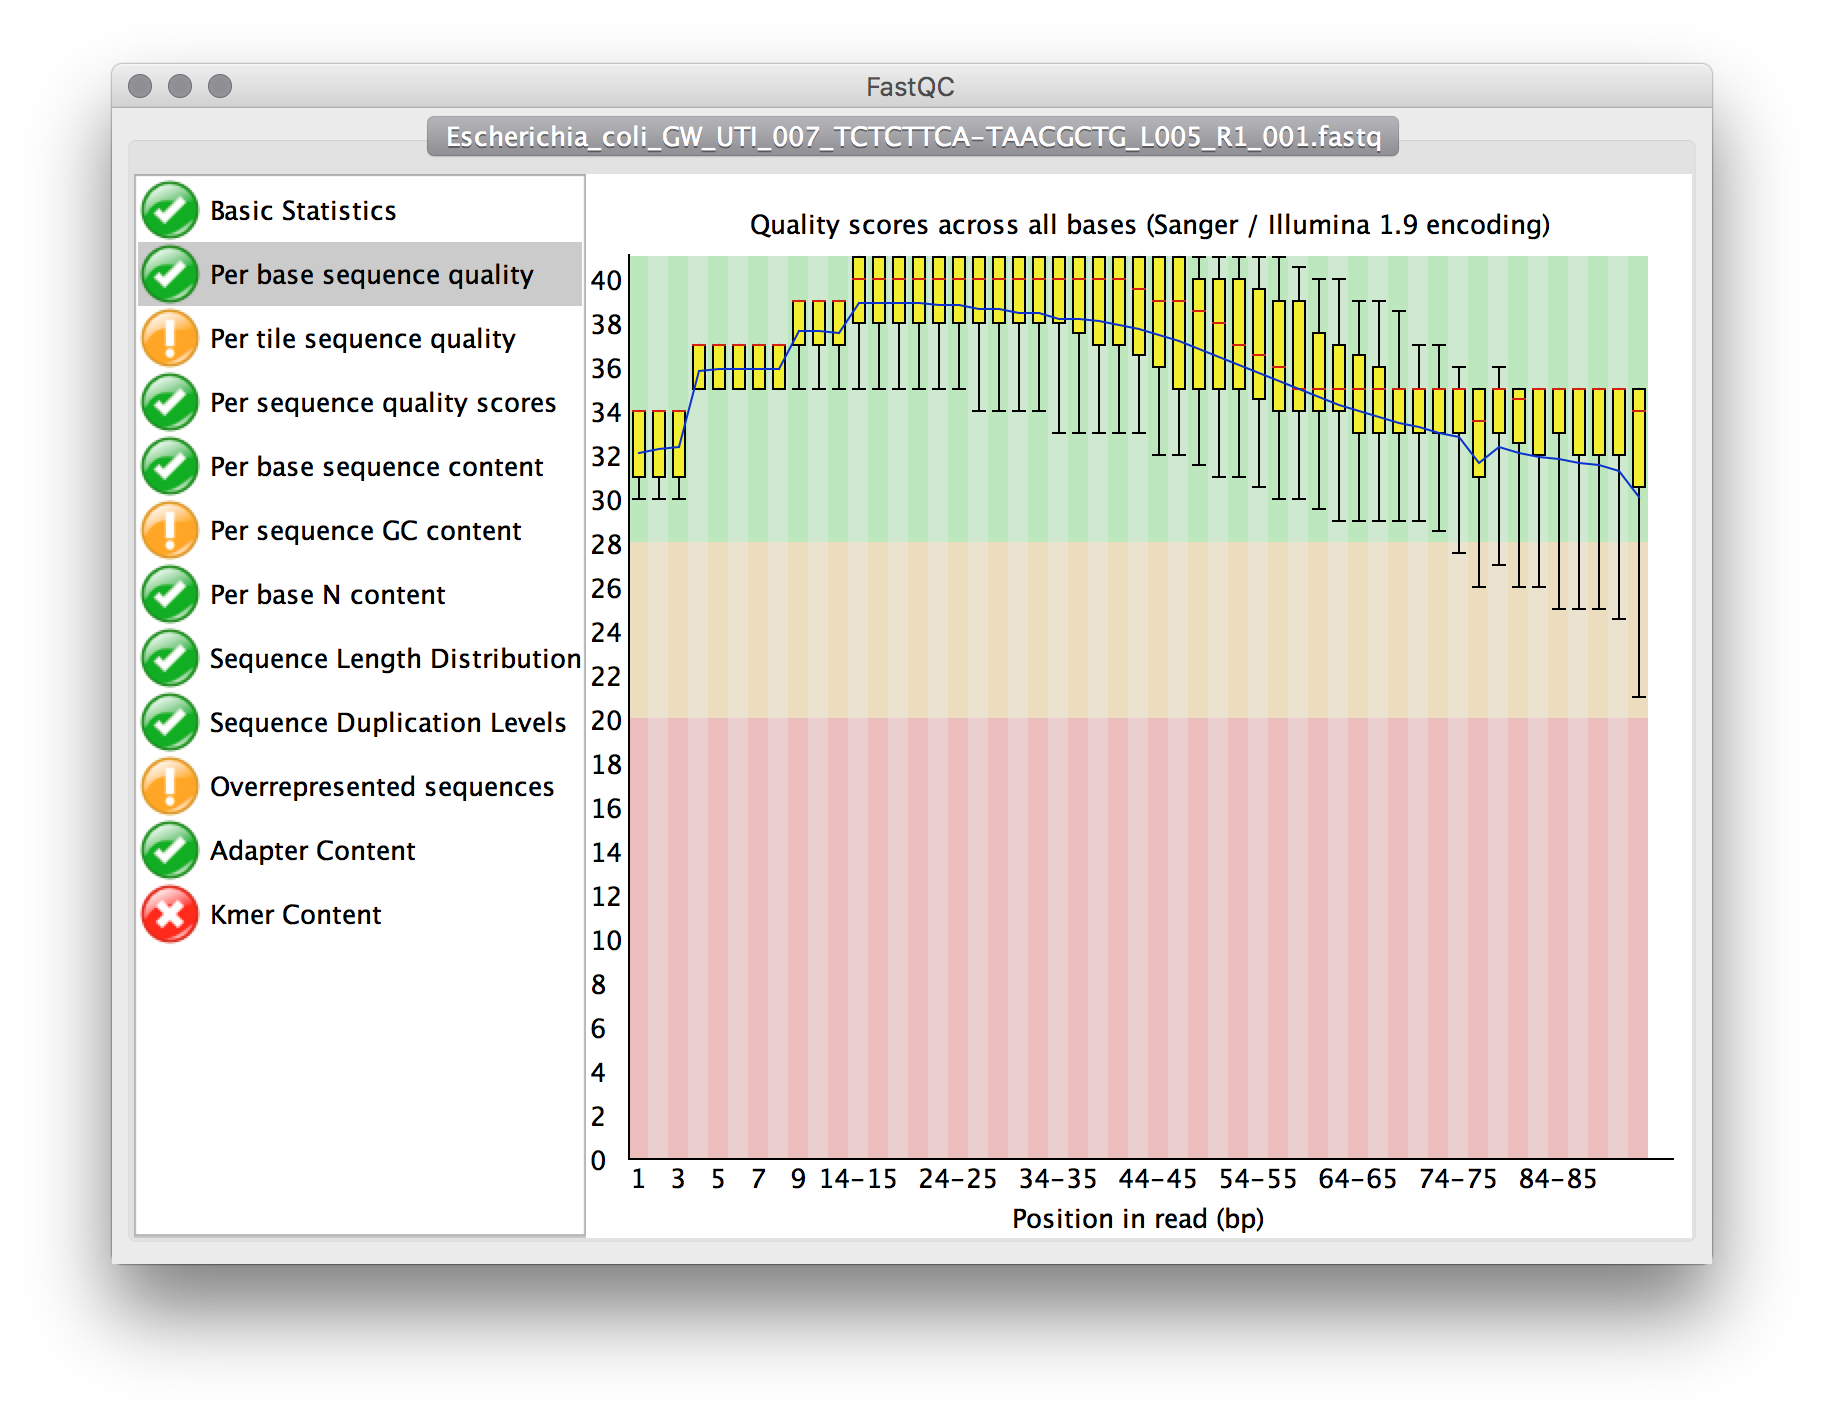 FastQC
Escherichia_coli_GW_UTI_007_TCTCTTCA-TAACGCTG_L005_R1_001.fastq
Basic Statistics
Per base sequence quality
Per tile sequence quality
Per sequence quality scores
Per base sequence content
Per sequence GC content
Per base N content
Sequence Length Distribution
Sequence Duplication Levels
Overrepresented sequences
Adapter Content
Kmer Content
Quality scores across all bases (Sanger / Illumina 1.9 encoding)
40
38
36
34
32
30
28
26
24
22
20
18
16
14
12
10
8
6
4
2
0
1 3 5 7 9 14-15 24-25 34-35 44-45 54-55 64-65 74-75 84-85
Position in read (bp)